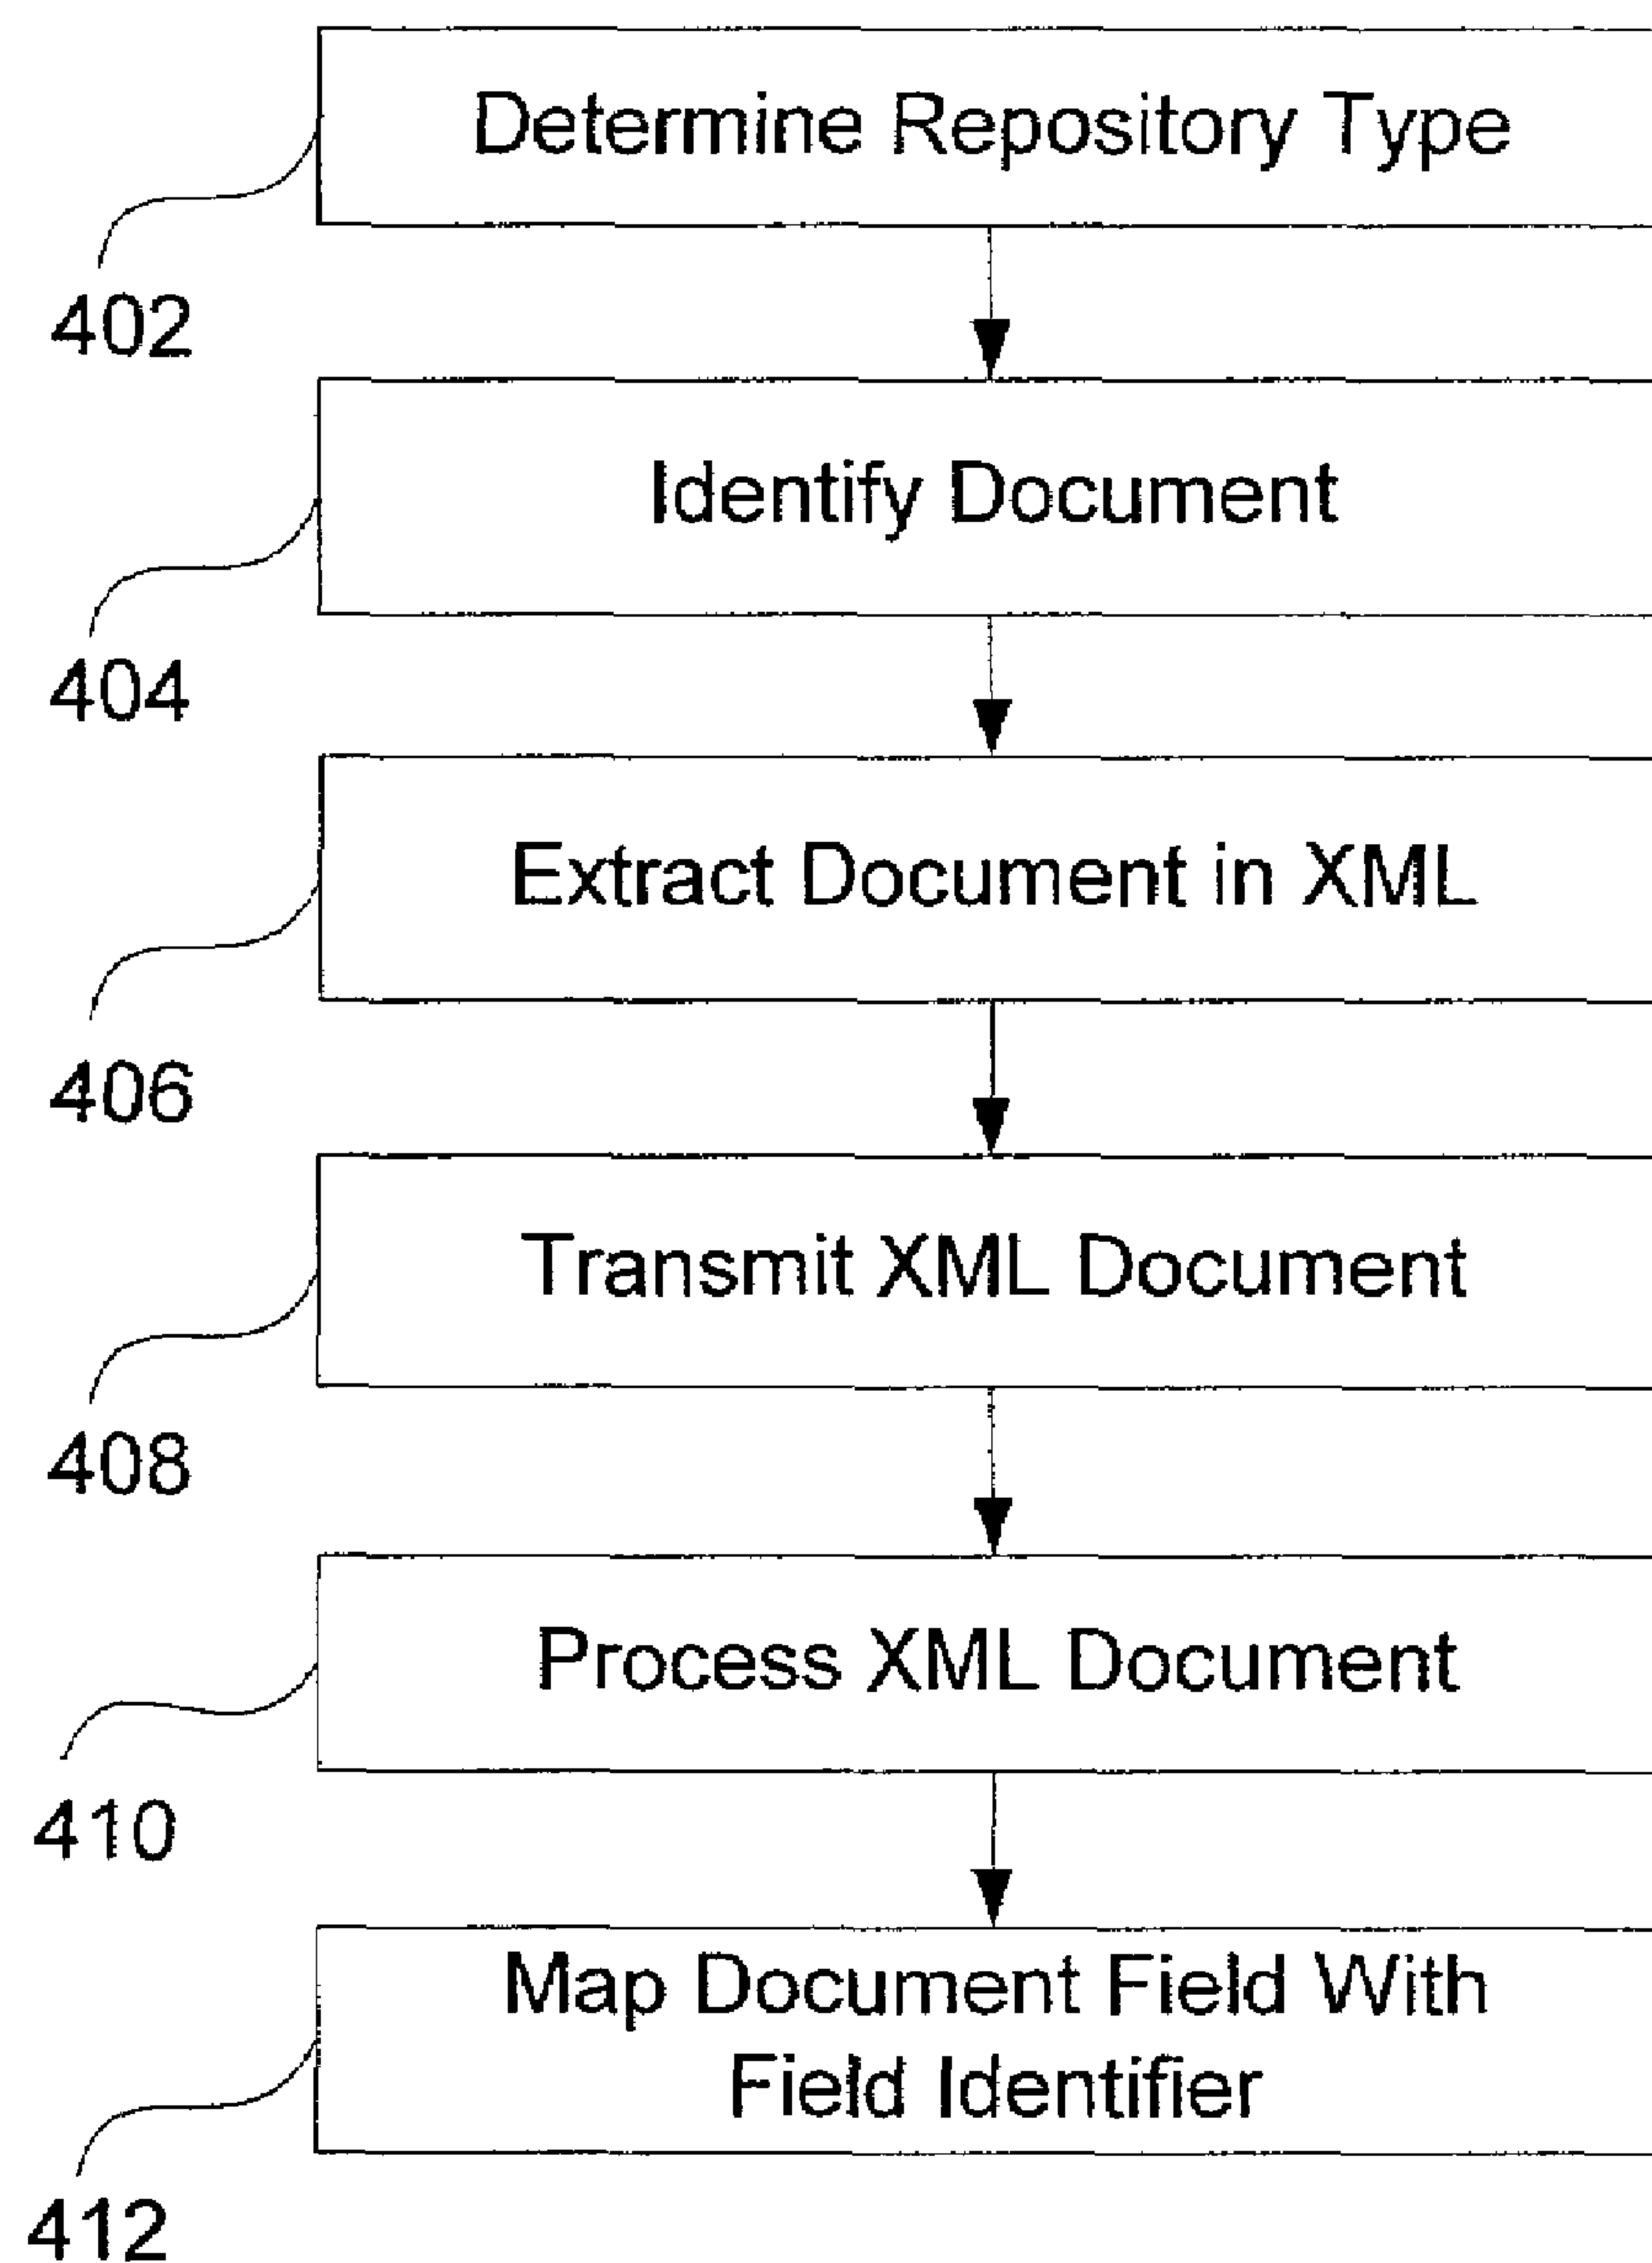 Determine Repository Type
402
Identify Document
404
Extract Document in XML
406
Transmit XML Document
408
Process XML Document
410
Map Document Field With
Field Identifier
412